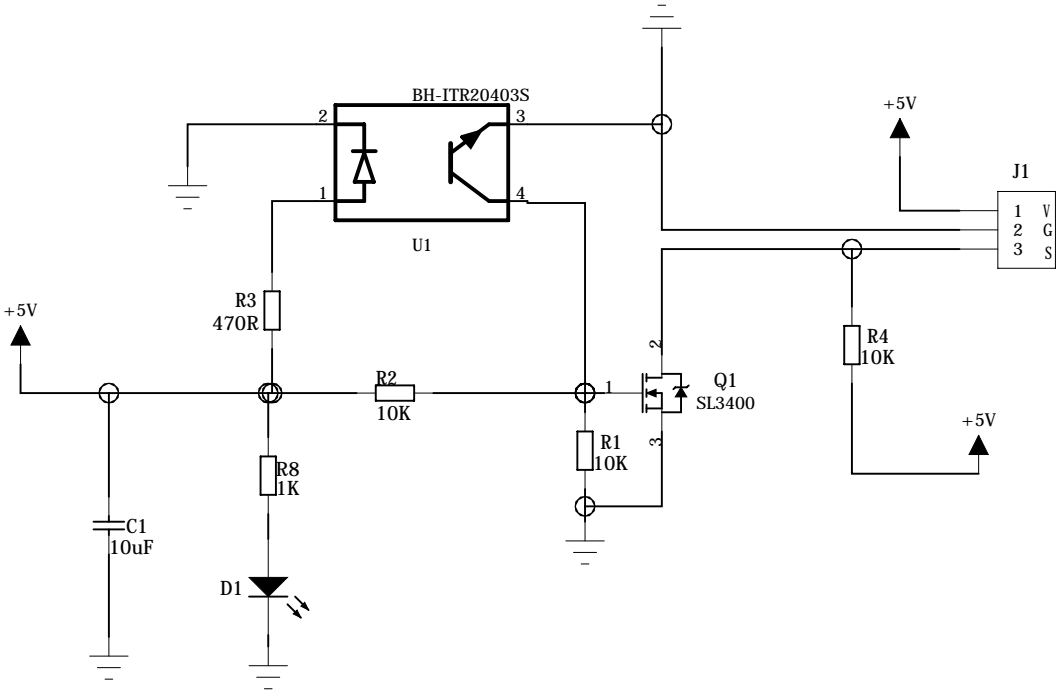 BH-ITR20403S
2
3
1
4
U1
+5V
J1
1 V
2 G
3 S
R3
470R
+5V
R4
10K
2
R2
10K
1
Q1
SL3400
+5V
3
R1
10K
R8
1K
C1
10uF
D1